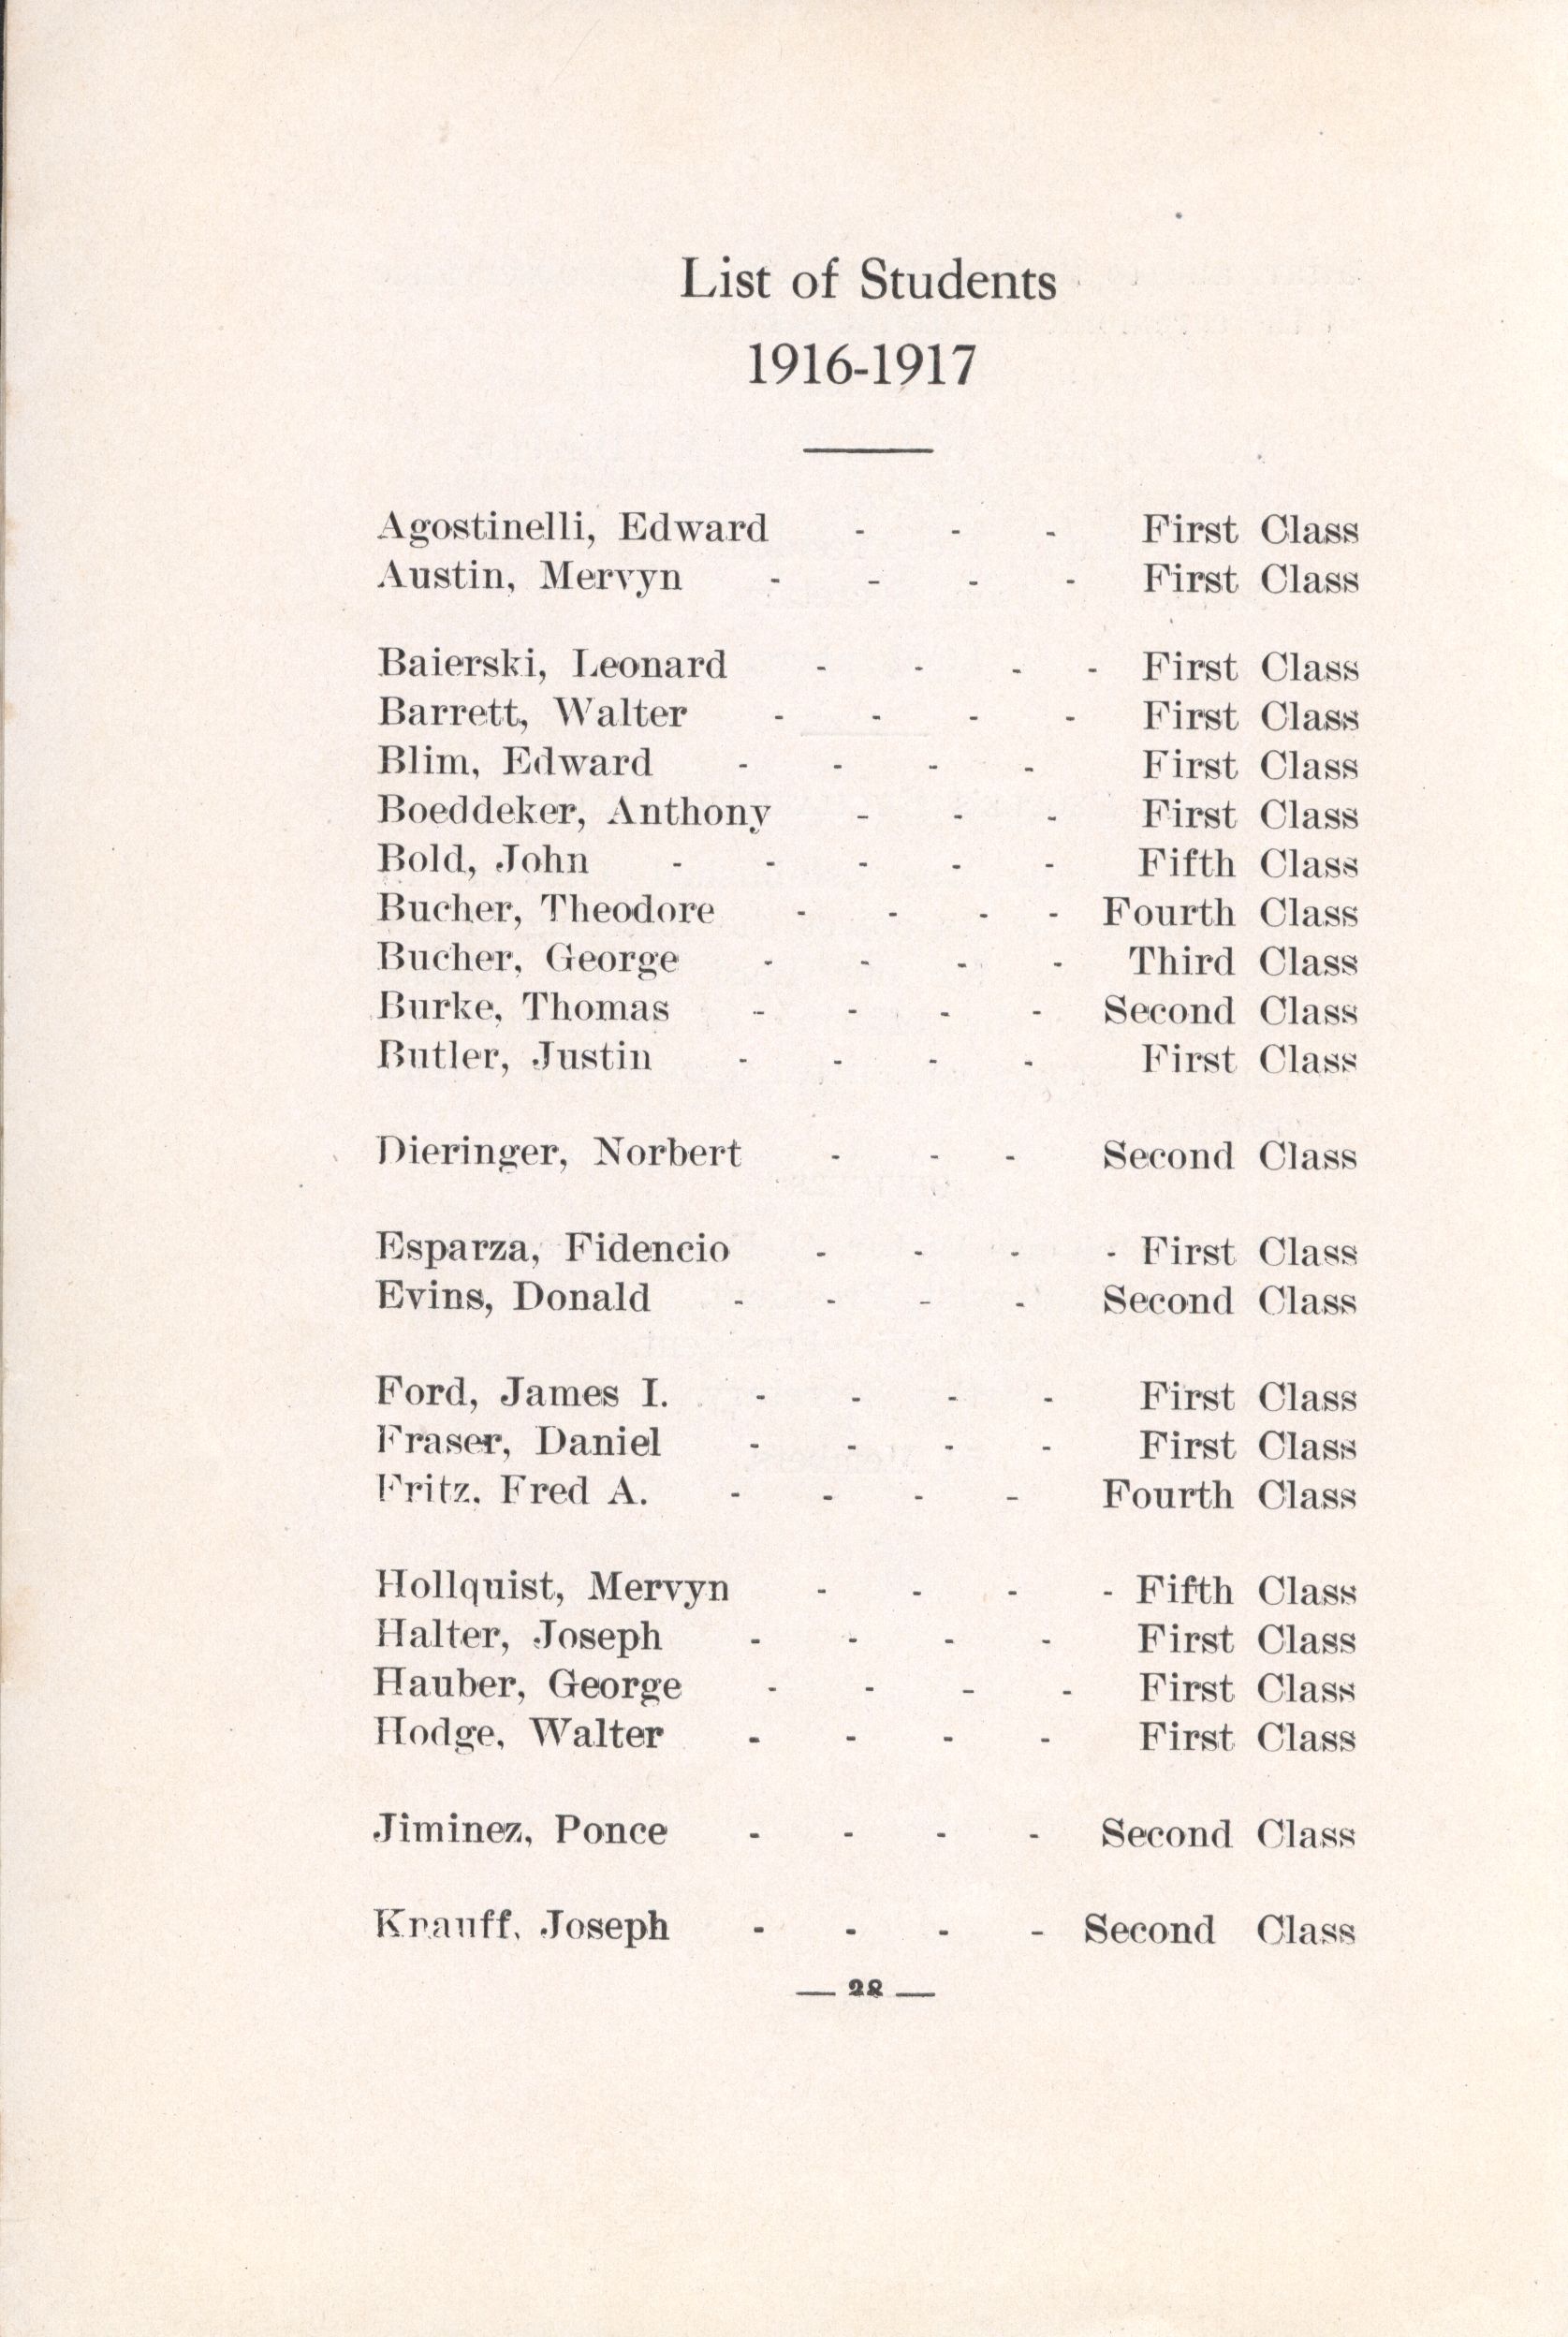 List of Students
1916-1917
Agostinelli, Edward - - - First Class
Austin, Mervyn - - - - First Class
Baierski, Leonard - - - - First Class
Barrett, Walter - - - - First Class
Blim, Edward - - - - First Class
Boeddeker, Anthony - - - First Class
Bold, John - - - - - Fifth Class
Bucher, Theodore - - - - Fourth Class
Bucher, George - - - - Third Class
Burke, Thomas - - - - Second Class
Butler, Justin - - - - First Class
Dieringer, Norbert - - - Second Class
Esparza, Fidencio - - - - First Class
Evins, Donald - - - - Second Class
Ford, James I. - - - - First Class
Fraser, Daniel - - - - First Class
Fritz, Fred A. - - - - Fourth Class
Hollquist, Mervyn - - - - Fifth Class
Halter, Joseph - - - - First Class
Hauber, George - - - - First Class
Hodge, Walter - - - - First Class
Jiminez, Ponce - - - - Second Class
Krauff, Joseph - - - - Second Class
— 28 —